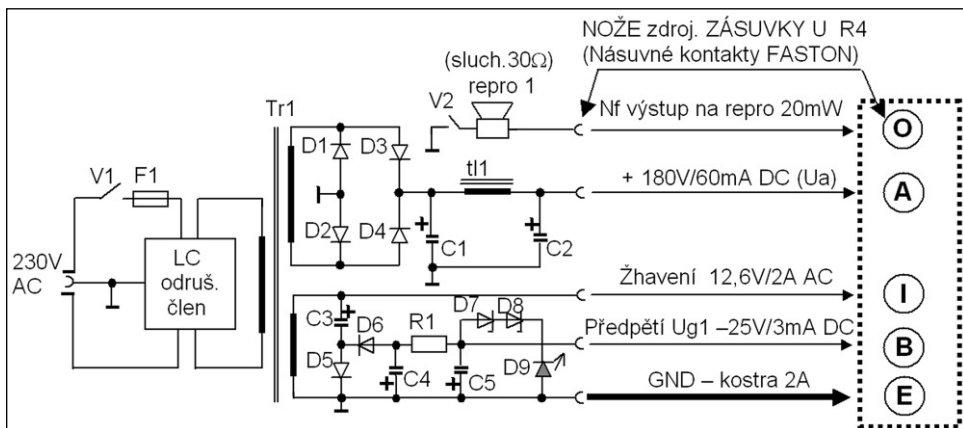 NOŽE zdroj. ZÁSUVKY U R4
(Násuvné kontakty FASTON)
(sluch.30Ω)
repro 1
V2
Nf výstup na repro 20mW
O
Tr1
D1
D3
tl1
+ 180V/60mA DC (Ua)
A
V1
F1
D2
D4
+
C1
+
C2
230V
AC
LC
odruš.
člen
Žhavení 12,6V/2A AC
I
C3
+
D6
R1
D7
D8
Předpětí Ug1 –25V/3mA DC
B
D5
+
C4
+
C5
D9
GND – kostra 2A
E